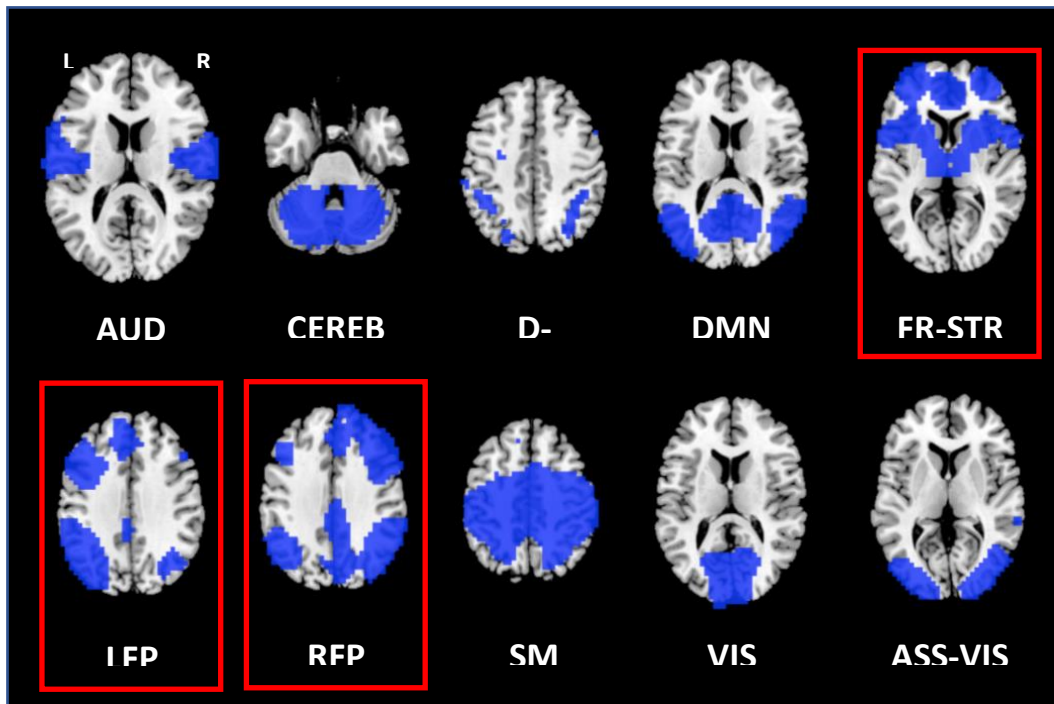 L R
AUD CEREB D- DMN FR-STR
LFP RFP SM VIS ASS-VIS